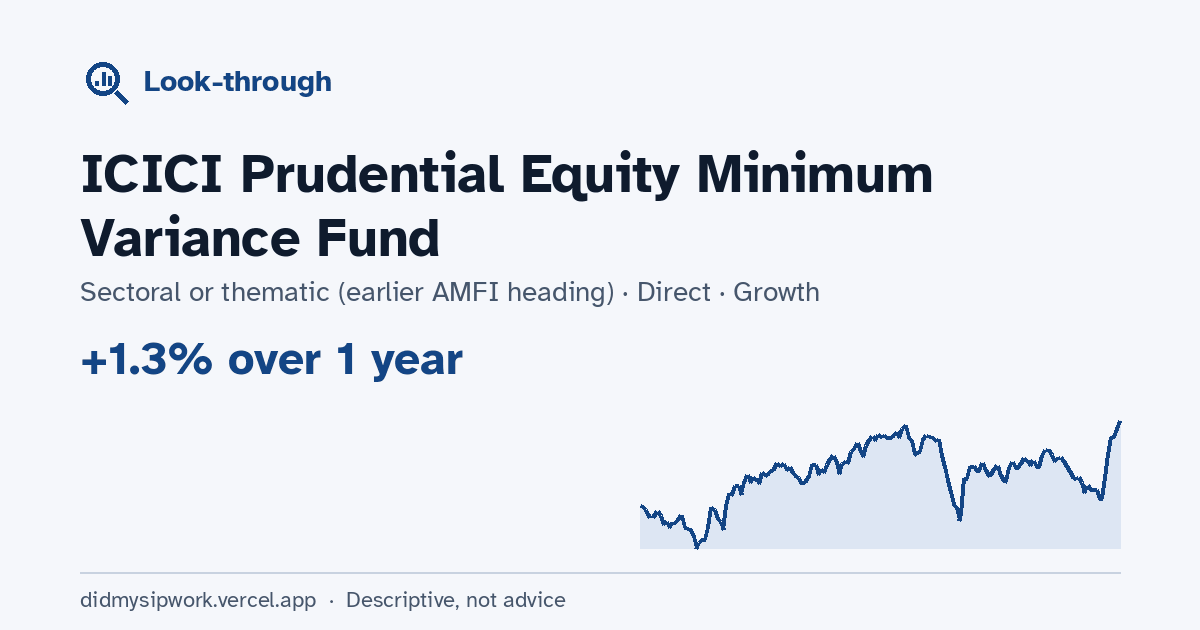 Look-through
ICICI Prudential Equity Minimum
Variance Fund
Sectoral or thematic (earlier AMFI heading) · Direct · Growth
+1.3% over 1 year
didmysipwork.vercel.app · Descriptive, not advice